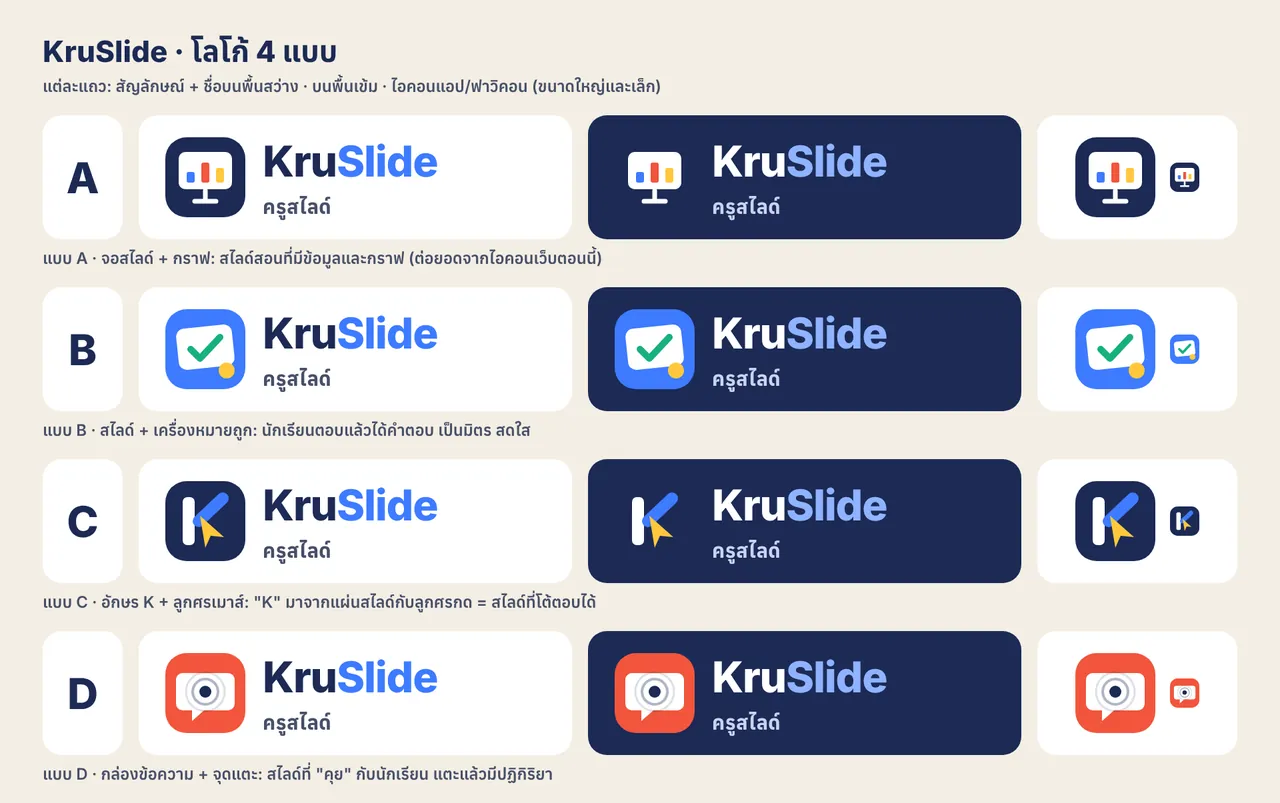 KruSlide · โลโก้ 4 แบบ
แต่ละแถว: สัญลักษณ์ + ชื่อบนพื้นสว่าง · บนพื้นเข้ม · ไอคอนแอป/ฟาวิคอน (ขนาดใหญ่และเล็ก)
A
KruSlide
ครูสไลด์
KruSlide
ครูสไลด์
แบบ A · จอสไลด์ + กราฟ: สไลด์สอนที่มีข้อมูลและกราฟ (ต่อยอดจากไอคอนเว็บตอนนี้)
B
KruSlide
ครูสไลด์
KruSlide
ครูสไลด์
แบบ B · สไลด์ + เครื่องหมายถูก: นักเรียนตอบแล้วได้คำตอบ เป็นมิตร สดใส
C
KruSlide
ครูสไลด์
KruSlide
ครูสไลด์
แบบ C · อักษร K + ลูกศรเมาส์: "K" มาจากแผ่นสไลด์กับลูกศรกด = สไลด์ที่โต้ตอบได้
D
KruSlide
ครูสไลด์
KruSlide
ครูสไลด์
แบบ D · กล่องข้อความ + จุดแตะ: สไลด์ที่ "คุย" กับนักเรียน แตะแล้วมีปฏิกิริยา